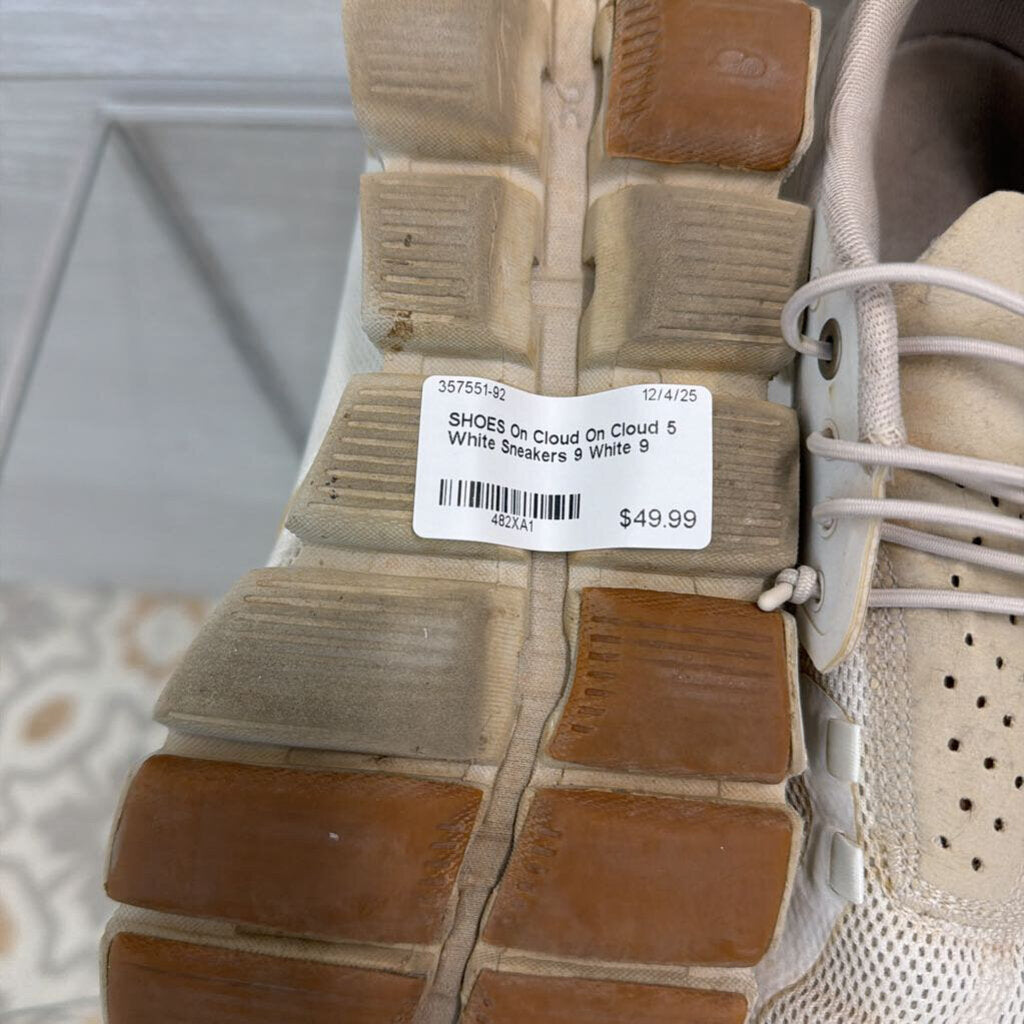 357551-92 12/4/25
SHOES On Cloud On Cloud 5
White Sneakers 9 White 9
482XA1
$49.99